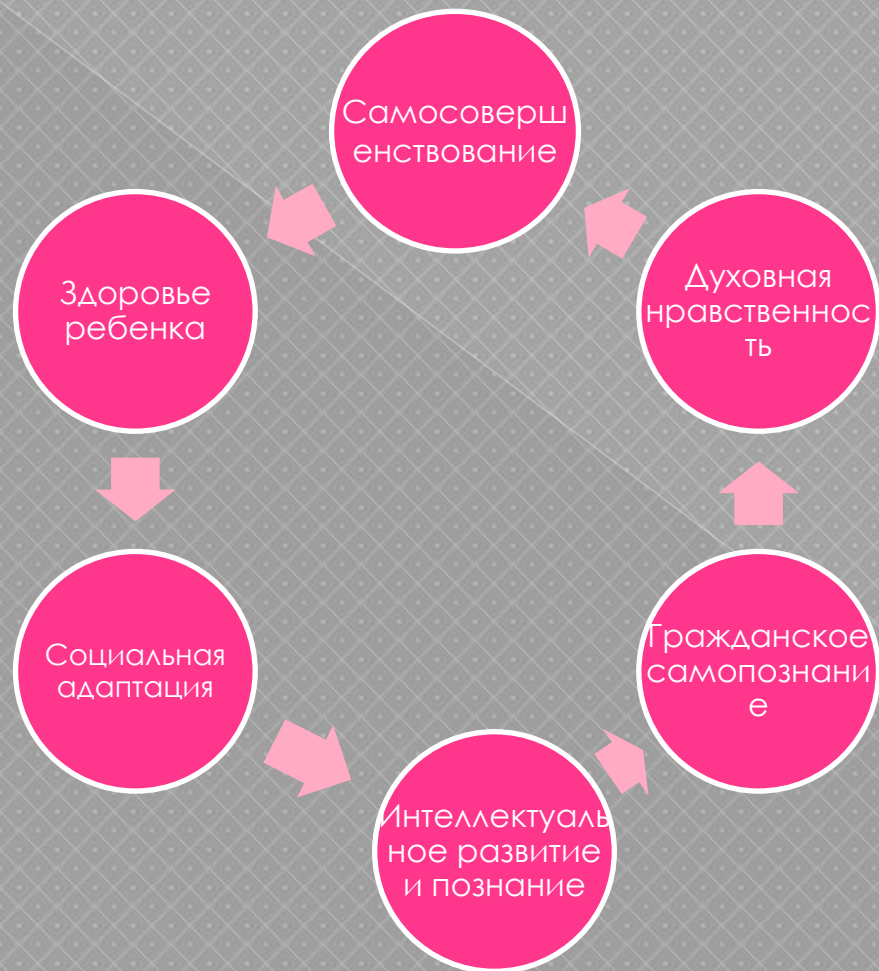 Самосоверш
енствование
Здоровье
ребенка
Духовная
нравственнос
ть
Социальная
адаптация
Гражданское
самопознани
е
Интеллектуаль
ное развитие
и познание